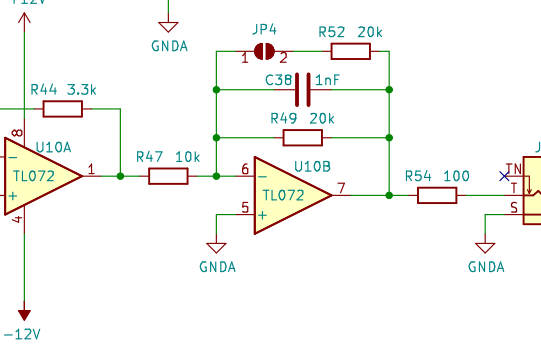 +12V
GNDA
JP4
R52 20k
1 2
C38 1nF
R44 3.3k
R49 20k
8
U10A
R47 10k
1
TL072
4
6
U10B
TL072
7
5
R54 100
TN
T
S
J
GNDA
GNDA
-12V